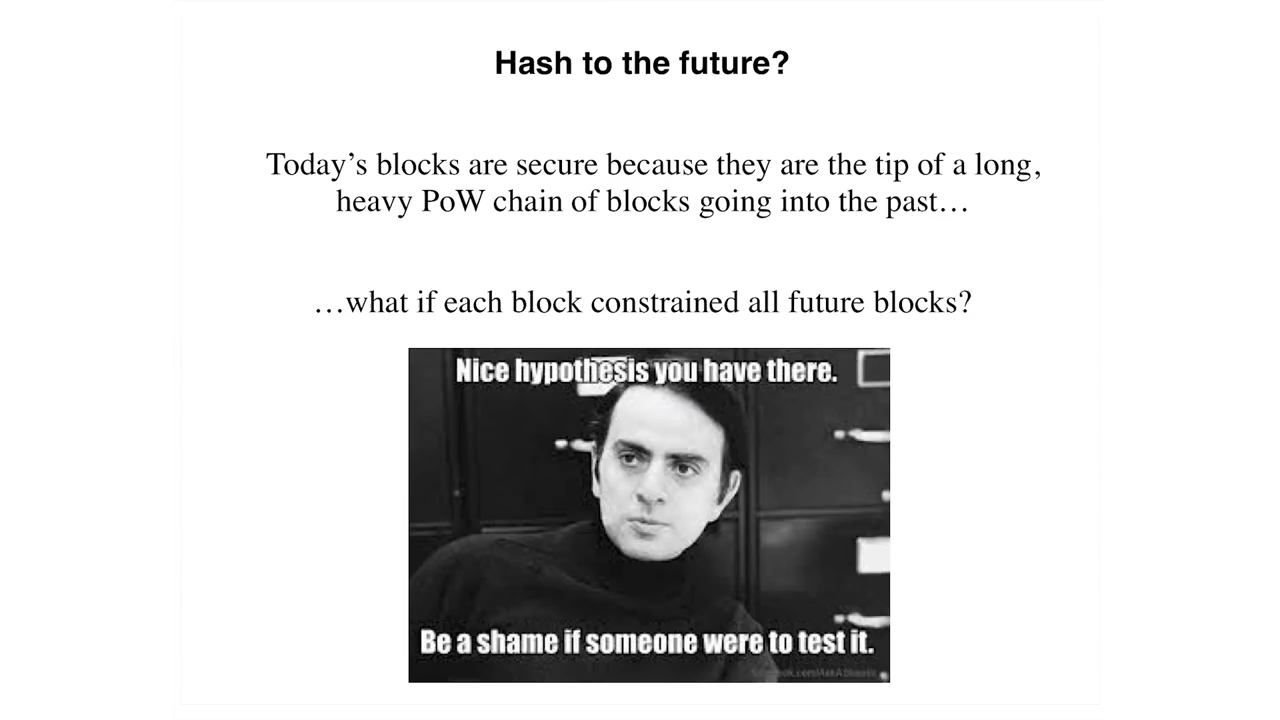 Hash to the future?
Today’s blocks are secure because they are the tip of a long,
heavy PoW chain of blocks going into the past…
…what if each block constrained all future blocks?
Nice hypothesis you have there.
Be a shame if someone were to test it.